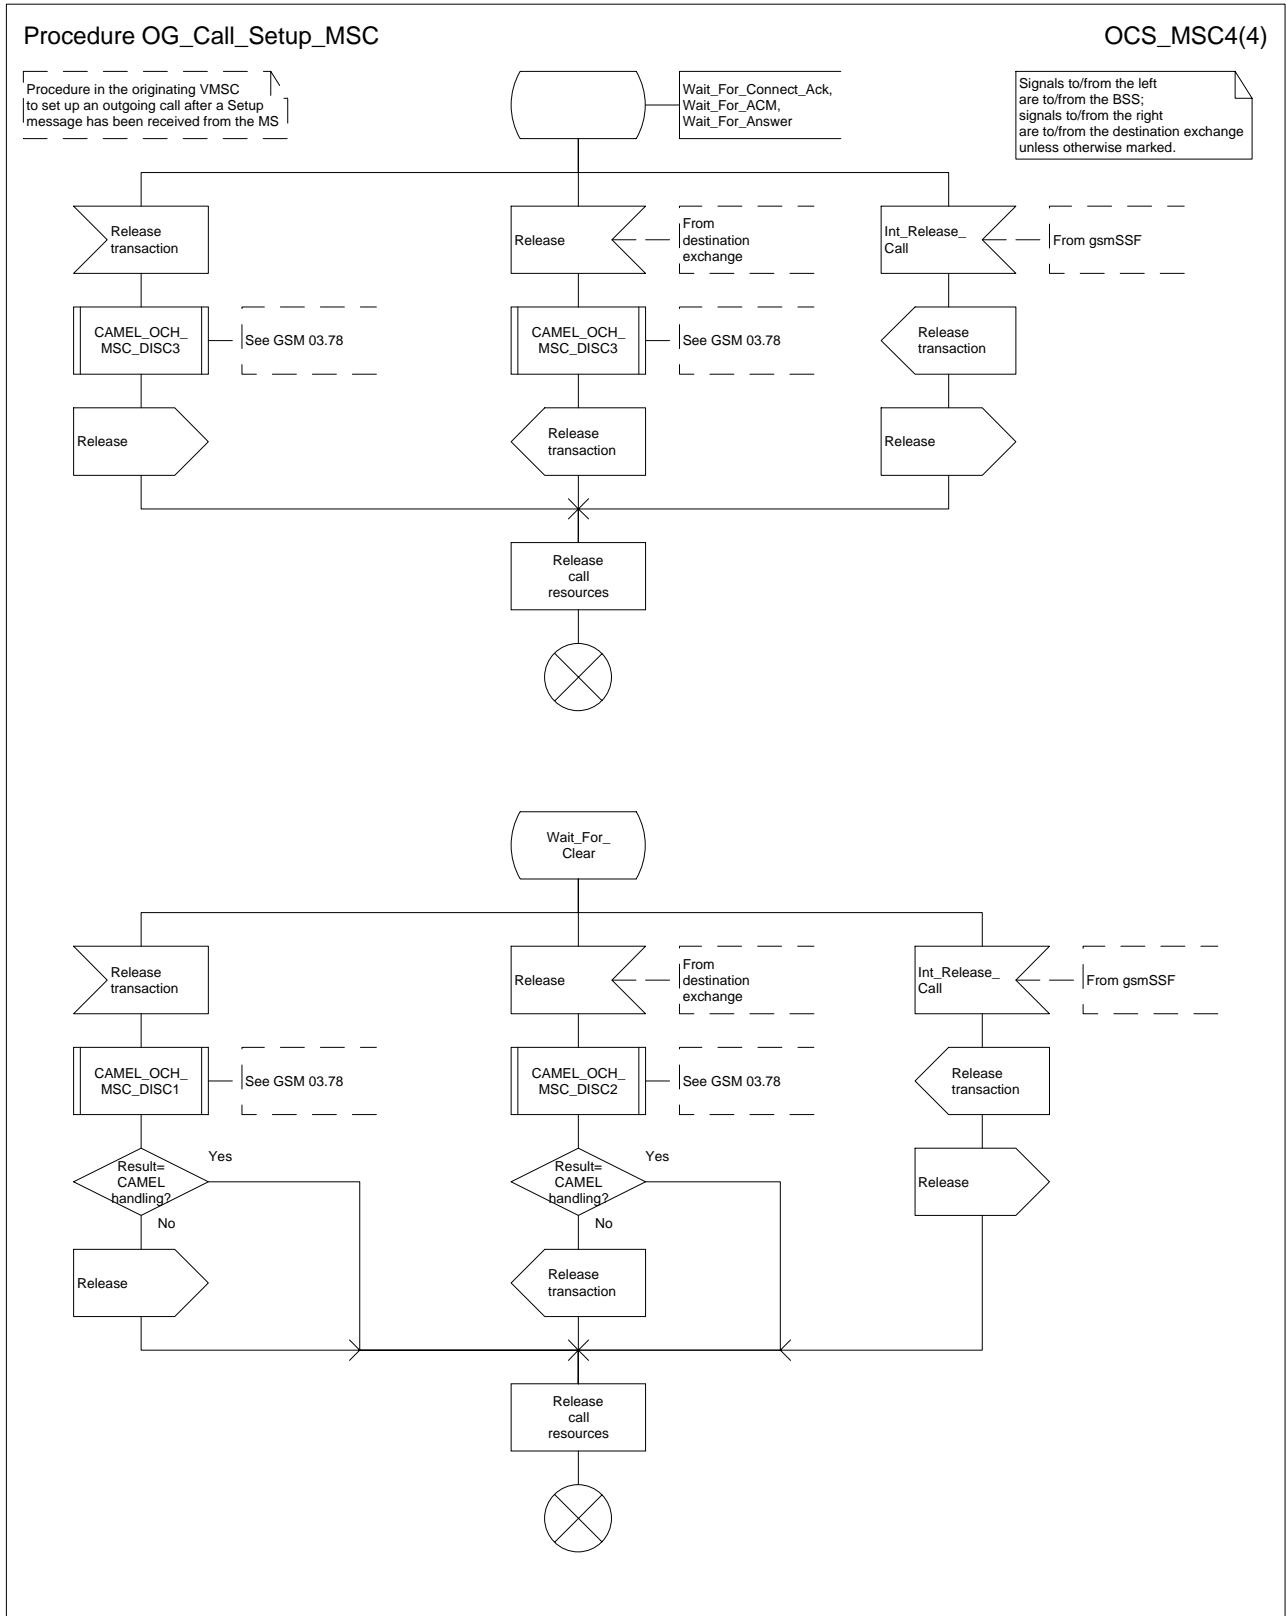 Procedure OG_Call_Setup_MSC
OCS_MSC4(4)
Procedure in the originating VMSC
to set up an outgoing call after a Setup
message has been received from the MS
Wait_For_Connect_Ack,
Wait_For_ACM,
Wait_For_Answer
Signals to/from the left
are to/from the BSS;
signals to/from the right
are to/from the destination exchange
unless otherwise marked.
Release
transaction
Release
From
destination
exchange
Int_Release_
Call
From gsmSSF
CAMEL_OCH_
MSC_DISC3
See GSM 03.78
CAMEL_OCH_
MSC_DISC3
See GSM 03.78
Release
transaction
Release
Release
transaction
Release
Release
call
resources
Wait_For_
Clear
Release
transaction
Release
From
destination
exchange
Int_Release_
Call
From gsmSSF
CAMEL_OCH_
MSC_DISC1
See GSM 03.78
CAMEL_OCH_
MSC_DISC2
See GSM 03.78
Release
transaction
Result=
CAMEL
handling?
Yes
No
Result=
CAMEL
handling?
Yes
No
Release
Release
Release
transaction
Release
call
resources